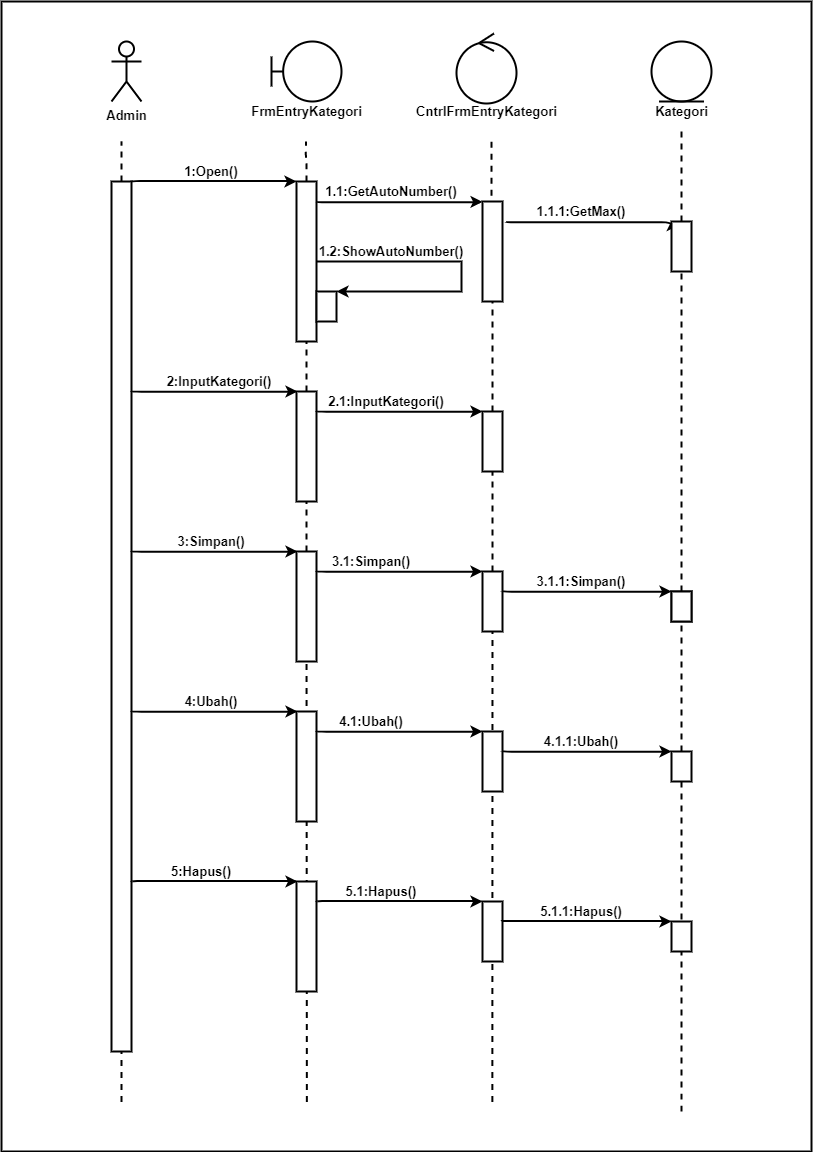 Admin
FrmEntryKategori
CntrlFrmEntryKategori
Kategori
1:Open()
1.1:GetAutoNumber()
1.1.1:GetMax()
1.2:ShowAutoNumber()
2:InputKategori()
2.1:InputKategori()
3:Simpan()
3.1:Simpan()
3.1.1:Simpan()
4:Ubah()
4.1:Ubah()
4.1.1:Ubah()
5:Hapus()
5.1:Hapus()
5.1.1:Hapus()